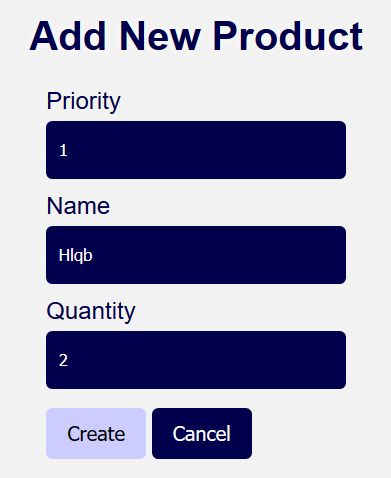 Add New Product
Priority
1
Name
Hlqb
Quantity
2
Create Cancel